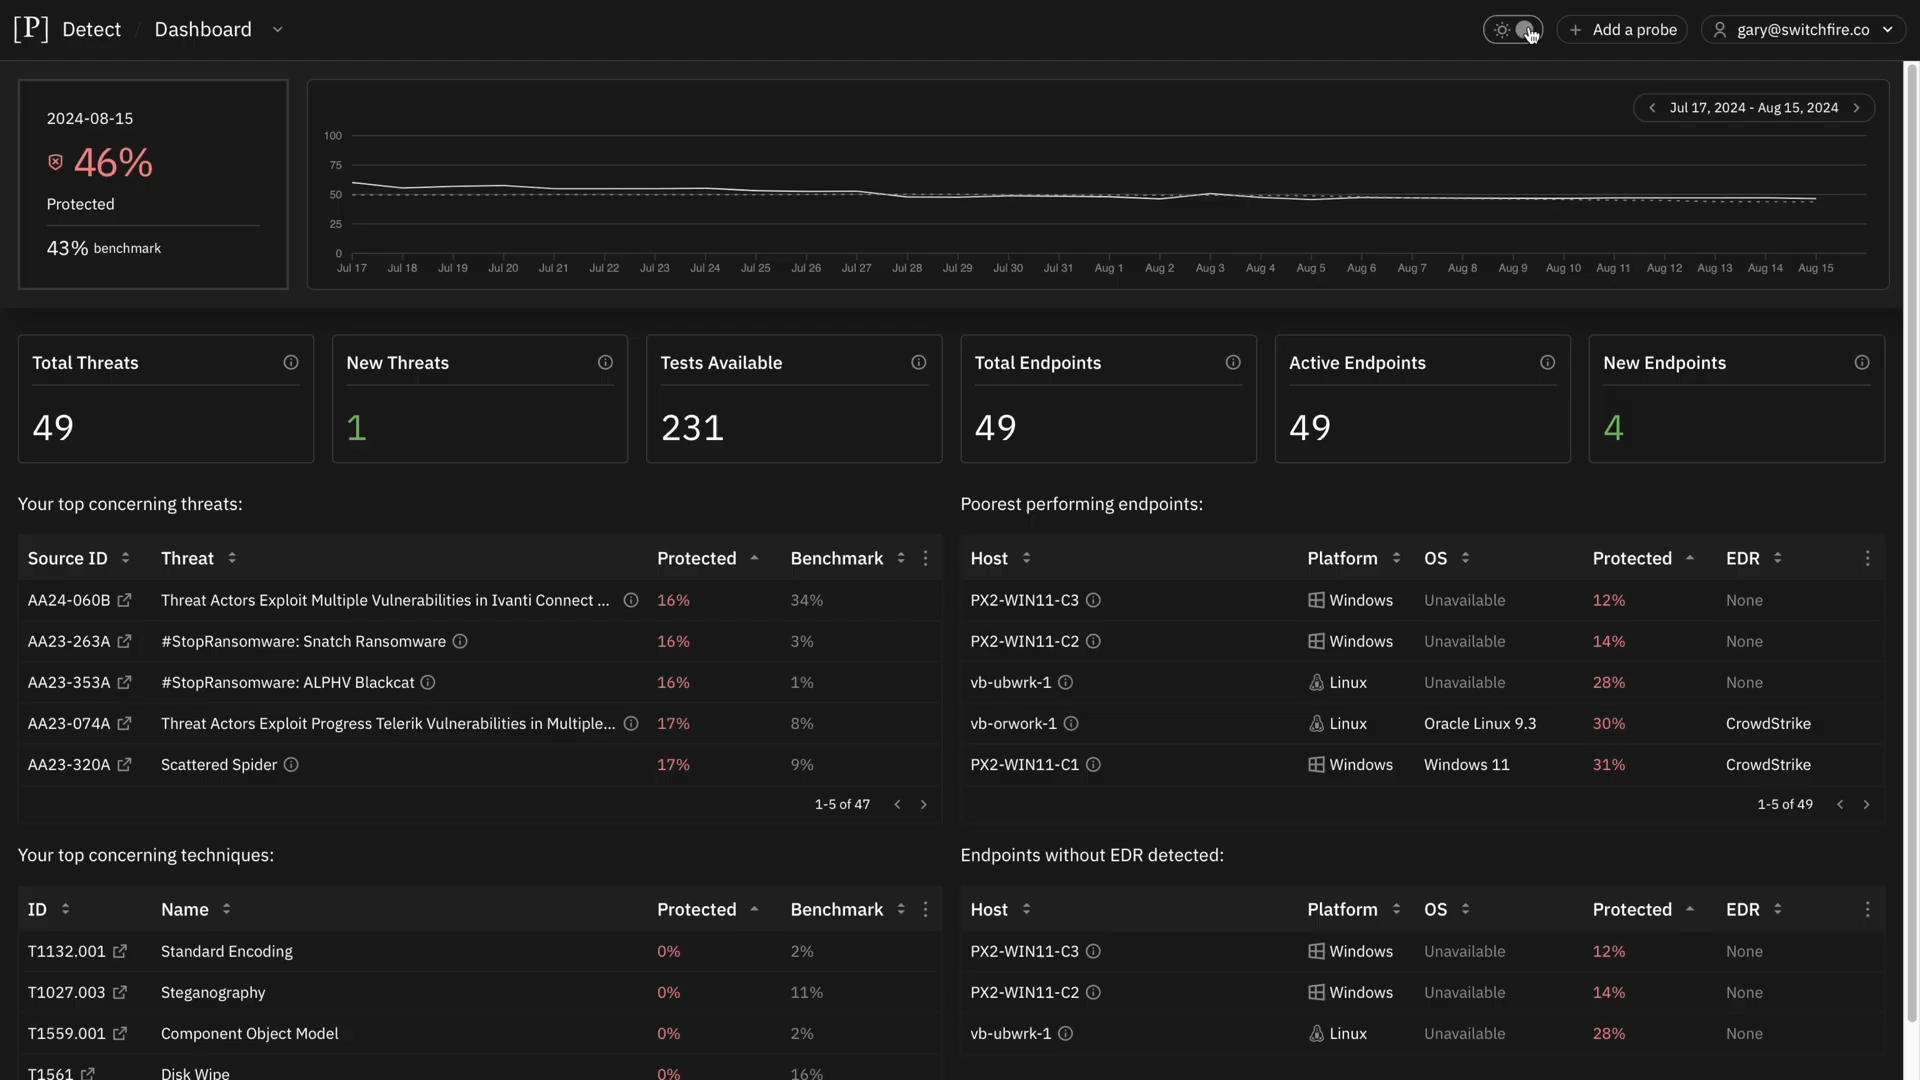 [P] Detect / Dashboard
Add a probe
gary@switchfire.co
2024-08-15
46%
Protected
43% benchmark
Jul 17, 2024 - Aug 15, 2024
100
75
50
25
0
Jul 17 Jul 18 Jul 19 Jul 20 Jul 21 Jul 22 Jul 23 Jul 24 Jul 25 Jul 26 Jul 27 Jul 28 Jul 29 Jul 30 Jul 31 Aug 1 Aug 2 Aug 3 Aug 4 Aug 5 Aug 6 Aug 7 Aug 8 Aug 9 Aug 10 Aug 11 Aug 12 Aug 13 Aug 14 Aug 15
Total Threats
49
New Threats
1
Tests Available
231
Total Endpoints
49
Active Endpoints
49
New Endpoints
4
Your top concerning threats:
Source ID Threat Protected Benchmark
AA24-060B Threat Actors Exploit Multiple Vulnerabilities in Ivanti Connect ... 16% 34%
AA23-263A #StopRansomware: Snatch Ransomware 16% 3%
AA23-353A #StopRansomware: ALPHV Blackcat 16% 1%
AA23-074A Threat Actors Exploit Progress Telerik Vulnerabilities in Multiple... 17% 8%
AA23-320A Scattered Spider 17% 9%
1-5 of 47
Poorest performing endpoints:
Host Platform OS Protected EDR
PX2-WIN11-C3 Windows Unavailable 12% None
PX2-WIN11-C2 Windows Unavailable 14% None
vb-ubwrk-1 Linux Unavailable 28% None
vb-orwork-1 Linux Oracle Linux 9.3 30% CrowdStrike
PX2-WIN11-C1 Windows Windows 11 31% CrowdStrike
1-5 of 49
Your top concerning techniques:
ID Name Protected Benchmark
T1132.001 Standard Encoding 0% 2%
T1027.003 Steganography 0% 11%
T1559.001 Component Object Model 0% 2%
T1561 Disk Wipe 0% 16%
Endpoints without EDR detected:
Host Platform OS Protected EDR
PX2-WIN11-C3 Windows Unavailable 12% None
PX2-WIN11-C2 Windows Unavailable 14% None
vb-ubwrk-1 Linux Unavailable 28% None